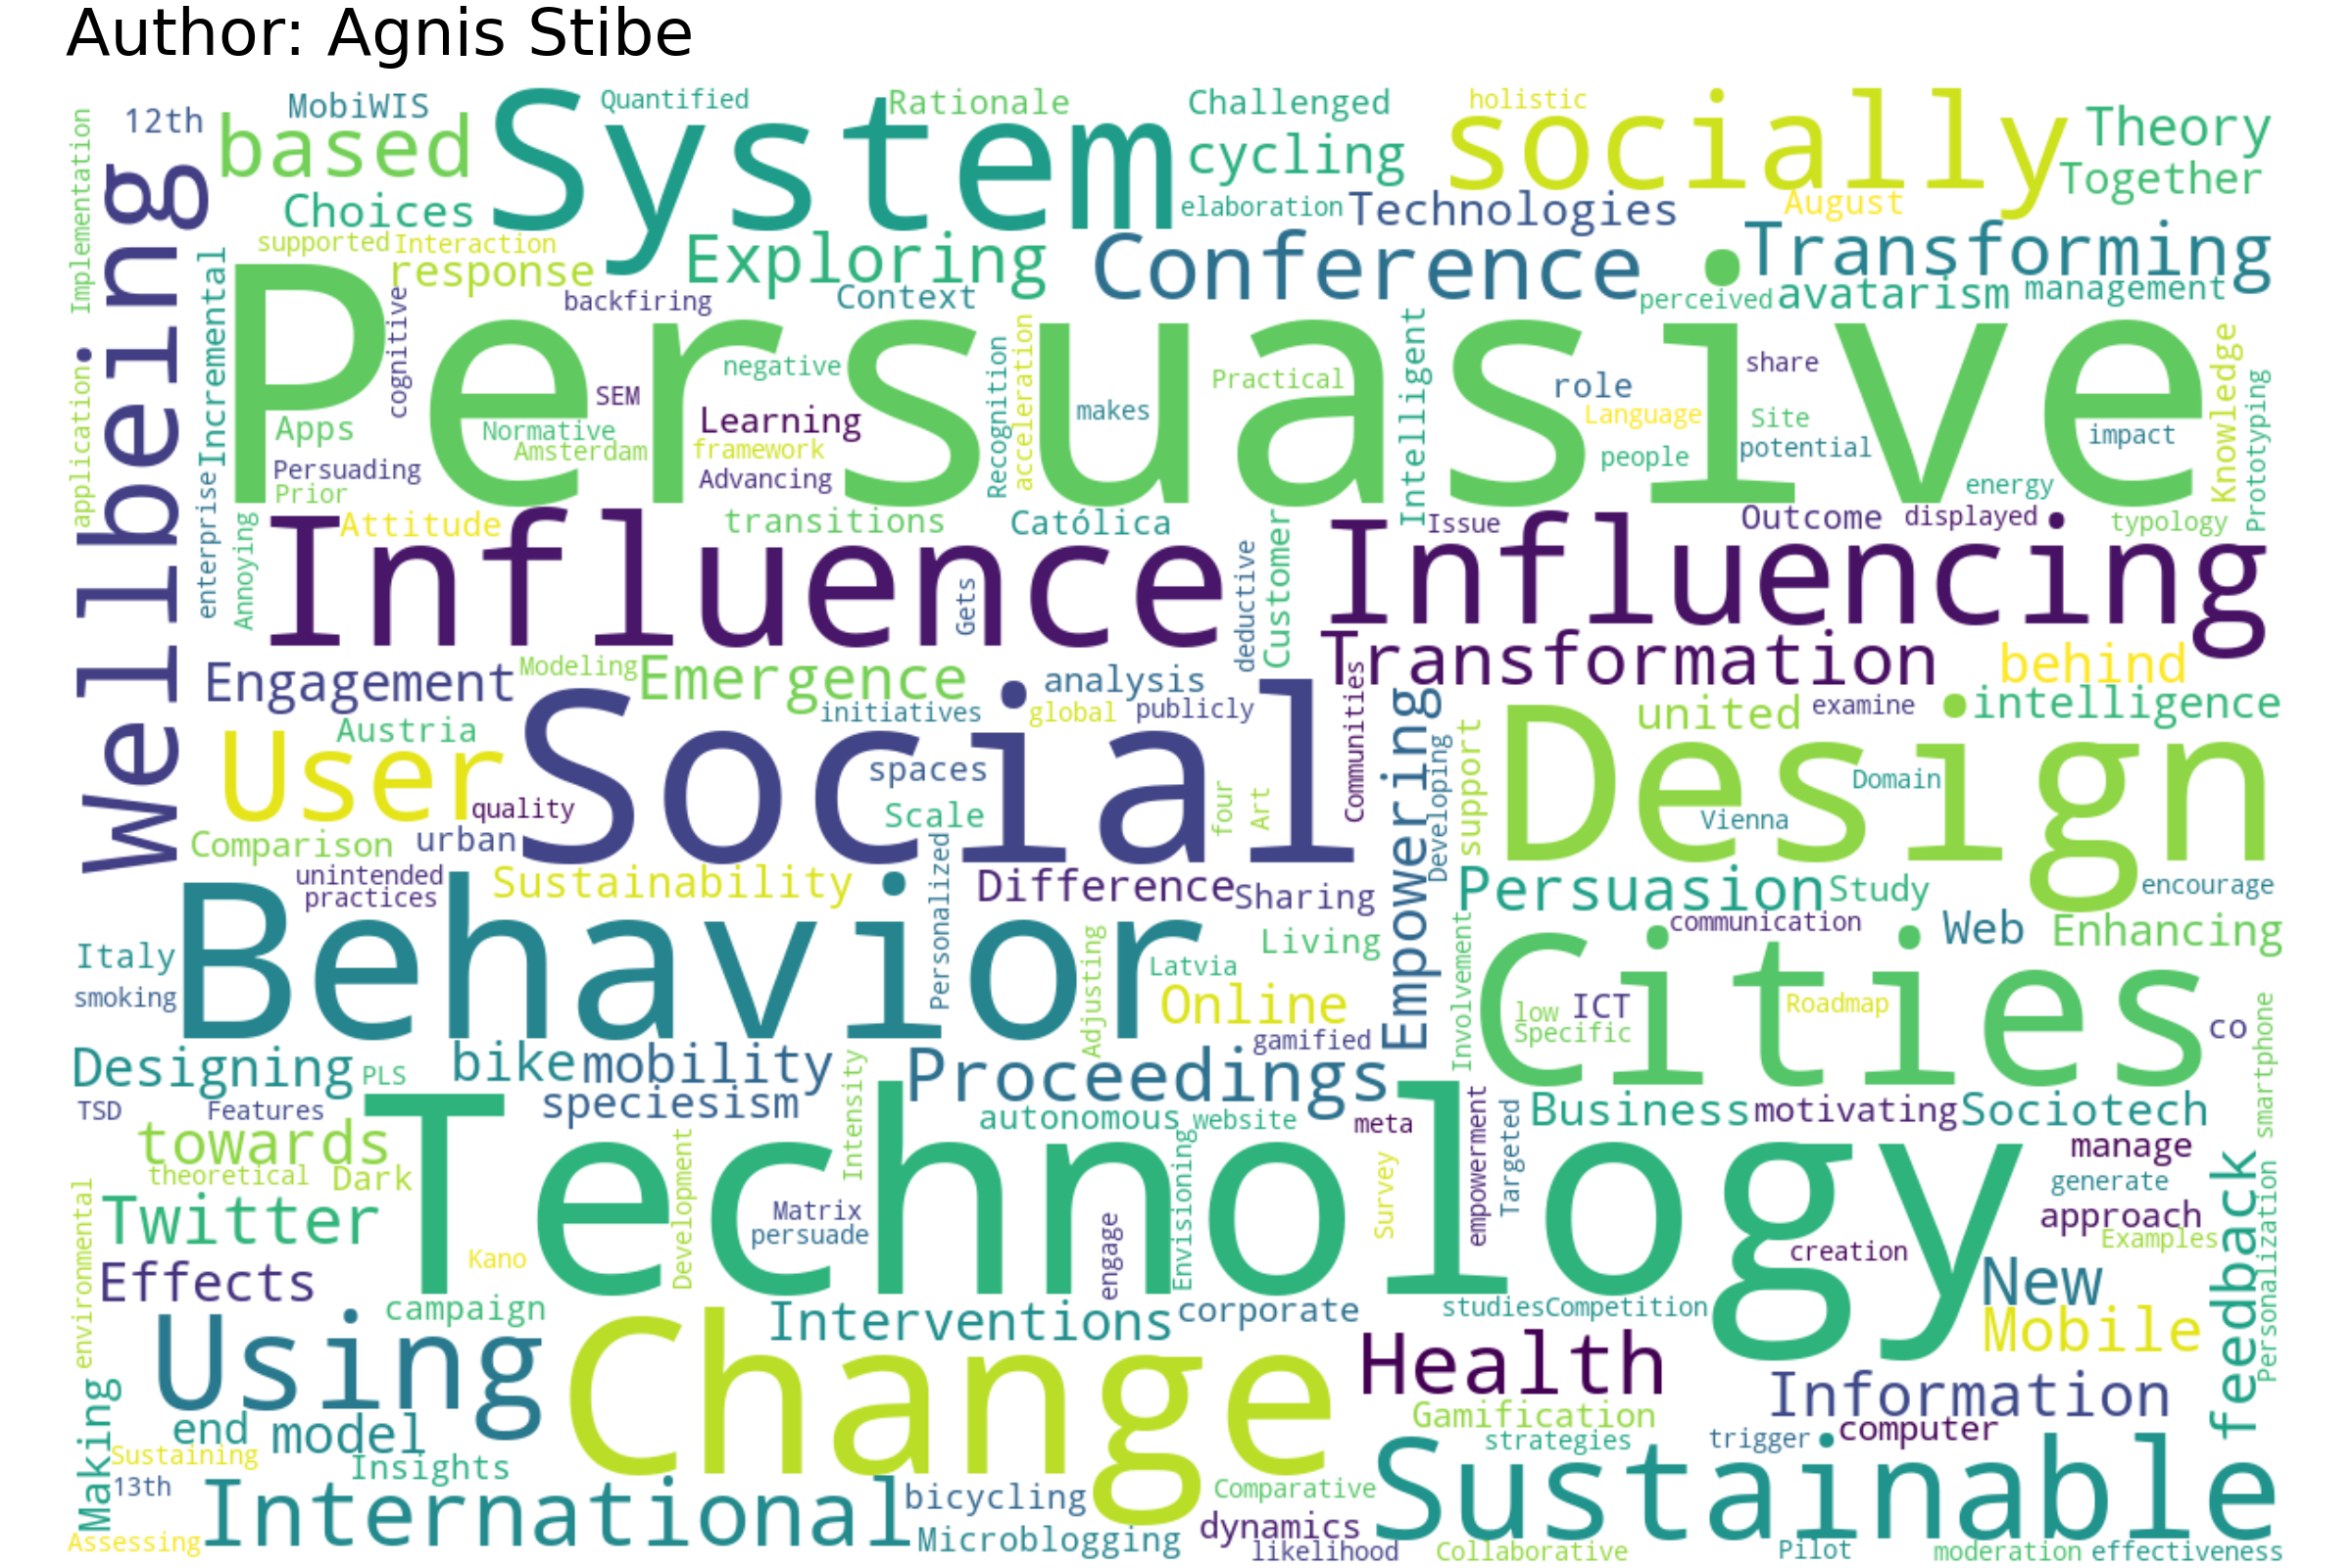 Author: Agnis Stibe
Implementation
12th
MobiWIS
Quantified
Rationale
Challenged
holistic
based
System
cycling
socially
Theory
Together
Choices
elaboration
Technologies
August
supported
Interaction
response
Exploring
Conference
Transforming
Wellbeing
Incremental
cognitive
backfiring
Context
perceived
avatarism
management
Persuasive
negative
SEM
Recognition
acceleration
Practical
Intelligent
role
share
Knowledge
Prototyping
application
Apps
Normative
Amsterdam
Learning
framework
makes
Language
Site
potential
impact
Persuading
Prior
Advancing
people
energy
enterprise
Annoying
Attitude
transitions
Católica
Customer
Issue
Outcome
displayed
typology
Influence
Gets
deductive
Influencing
Engagement
Modeling
Emergence
analysis
Transformation
behind
initiatives
global
publicly
Communities
united
examine
intelligence
Austria
User
Social
spaces
Empowering
Developing
support
Design
Domain
quality
Scale
four
Art
Vienna
Comparison
urban
unintended
practices
Sustainability
Personalized
Difference
Sharing
Persuasion
Study
encourage
communication
Web
Enhancing
Italy
smoking
Behavior
Adjusting
Latvia
Living
Online
gamified
Involvement
Cities
low
Specific
ICT
Roadmap
co
smartphone
Designing
PLS
bike
mobility
Proceedings
TSD
Features
speciesism
Intensity
autonomous
website
meta
empowerment
Targeted
Business
motivating
Sociotech
towards
theoretical
Dark
Technology
manage
generate
approach
Examples
feedback
Personalization
environmental
Twitter
Development
Matrix
persuade
engage
Envisioning
Survey
creation
Kano
Effects
campaign
Interventions
corporate
studies
Competition
New
Mobile
Using
Change
Health
Information
Making
end
model
Gamification
computer
Sustaining
Insights
strategies
trigger
13th
International
bicycling
Comparative
Sustainable
Assessing
Microblogging
dynamics
likelihood
Collaborative
Pilot
moderation
effectiveness